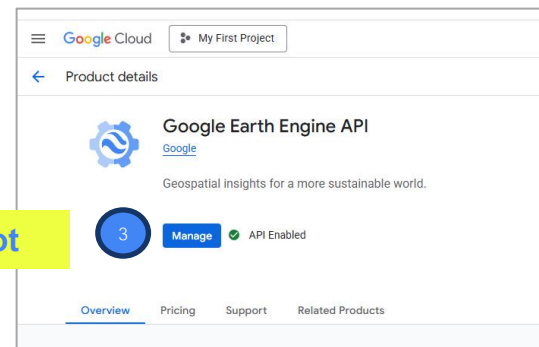 Google Cloud
My First Project
Product details
Google Earth Engine API
Google
Geospatial insights for a more sustainable world.
3
Manage
API Enabled
Overview Pricing Support Related Products